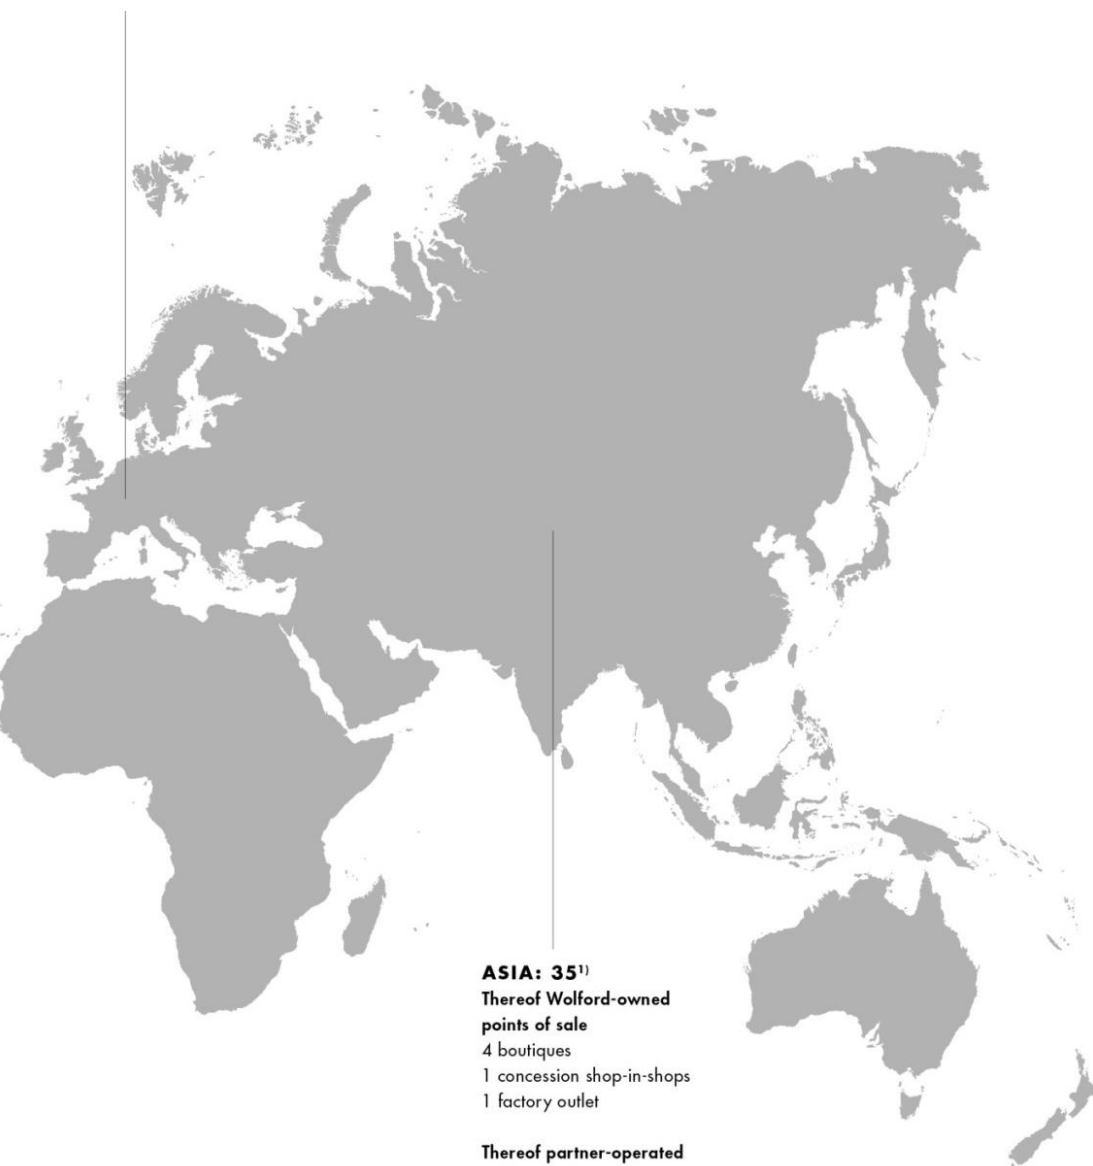 ASIA: 35¹⁾
Thereof Wolford-owned
points of sale
4 boutiques
1 concession shop-in-shops
1 factory outlet
Thereof partner-operated